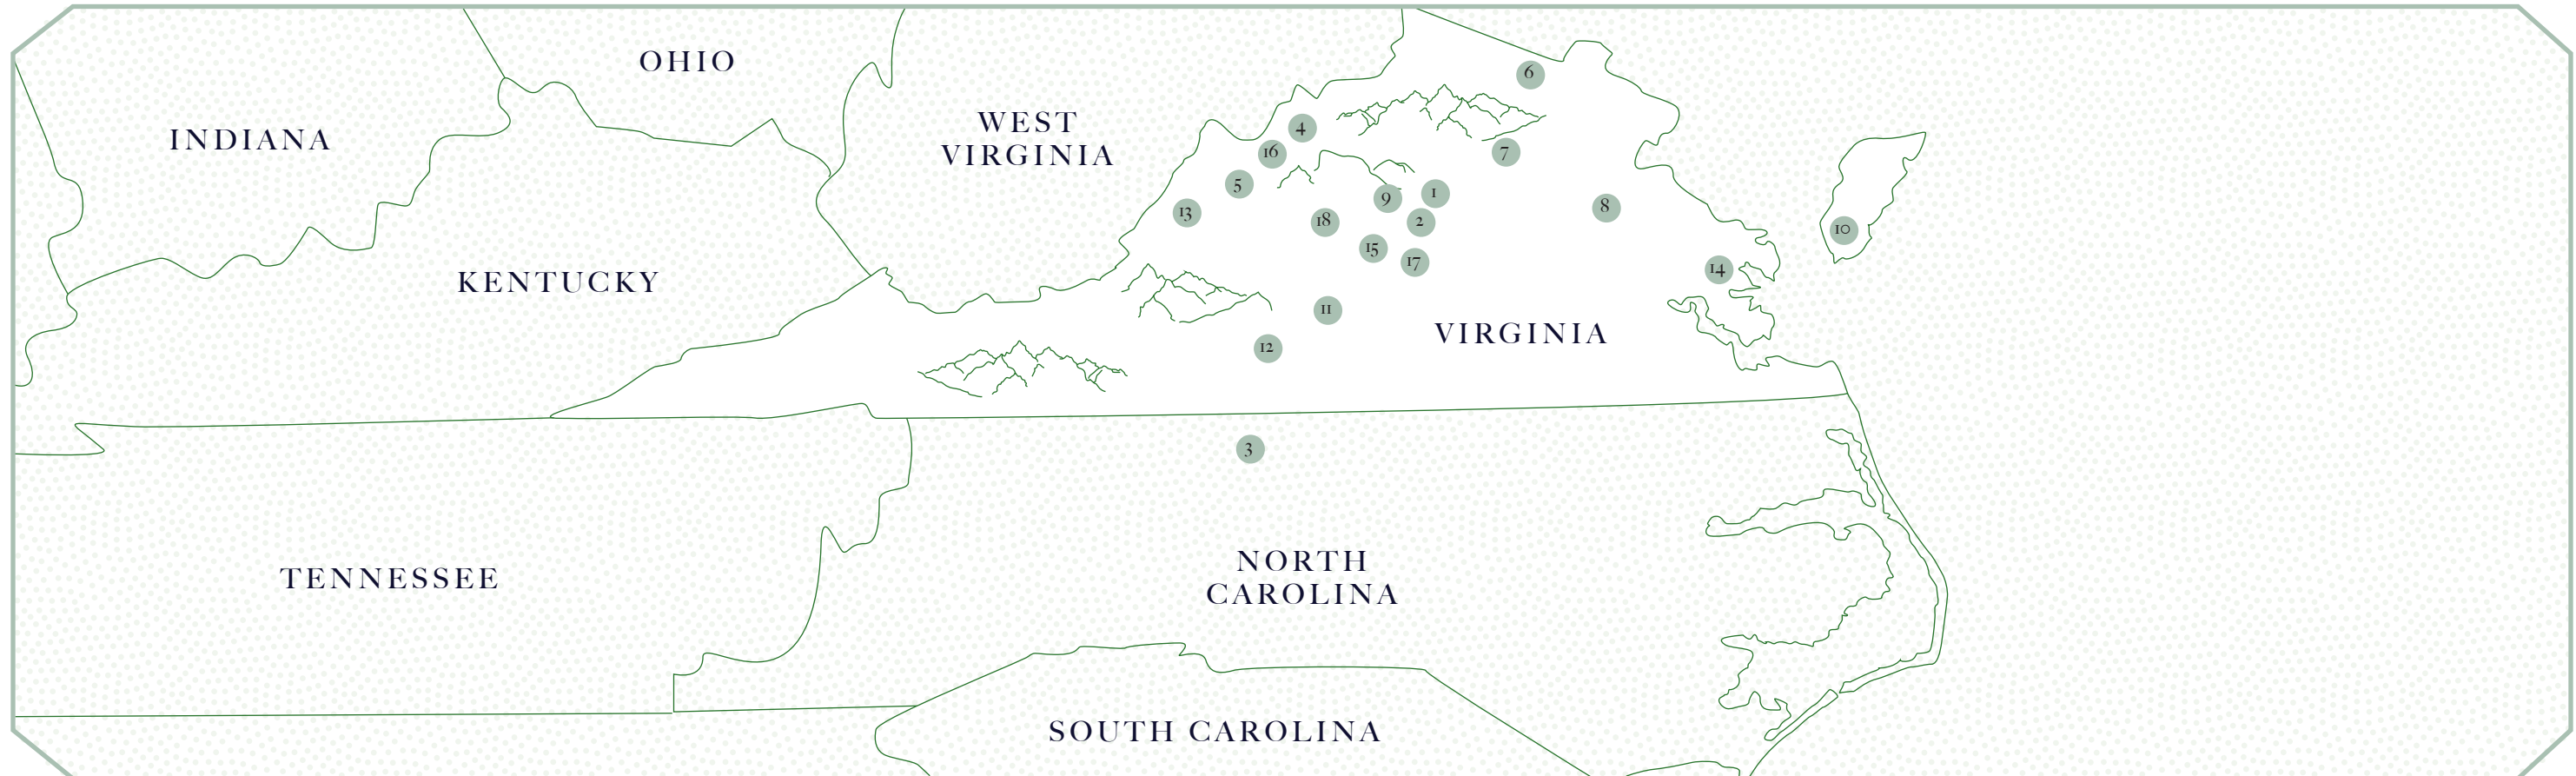 OHIO
6
WEST
VIRGINIA
4
INDIANA
16
7
5
9
1
13
18
2
8
10
15
17
14
KENTUCKY
11
VIRGINIA
12
3
NORTH
CAROLINA
TENNESSEE
SOUTH CAROLINA